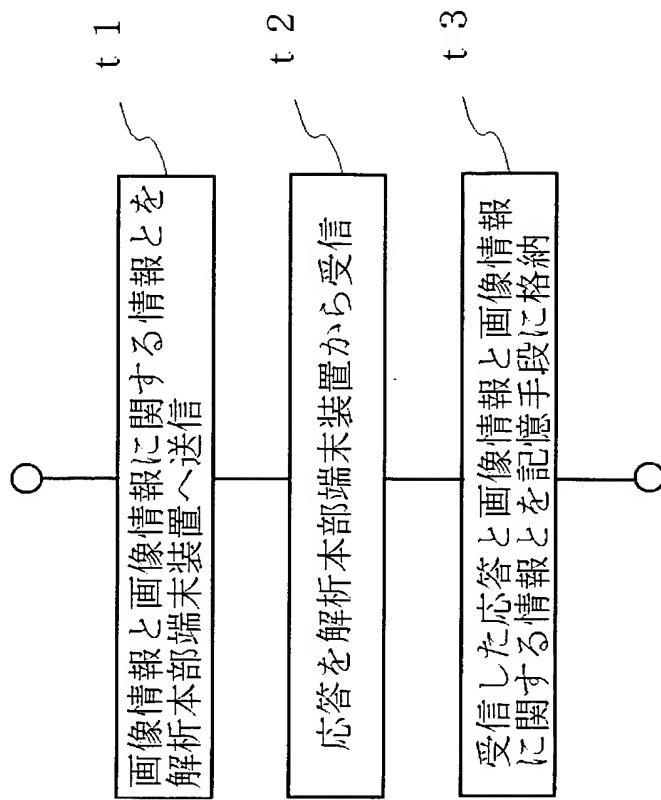 画像情報と画像情報に関する情報とを
解析本部端末装置へ送信
t 1
応答を解析本部端末装置から受信
t 2
受信した応答と画像情報と画像情報
に関する情報とを記憶手段に格納
t 3